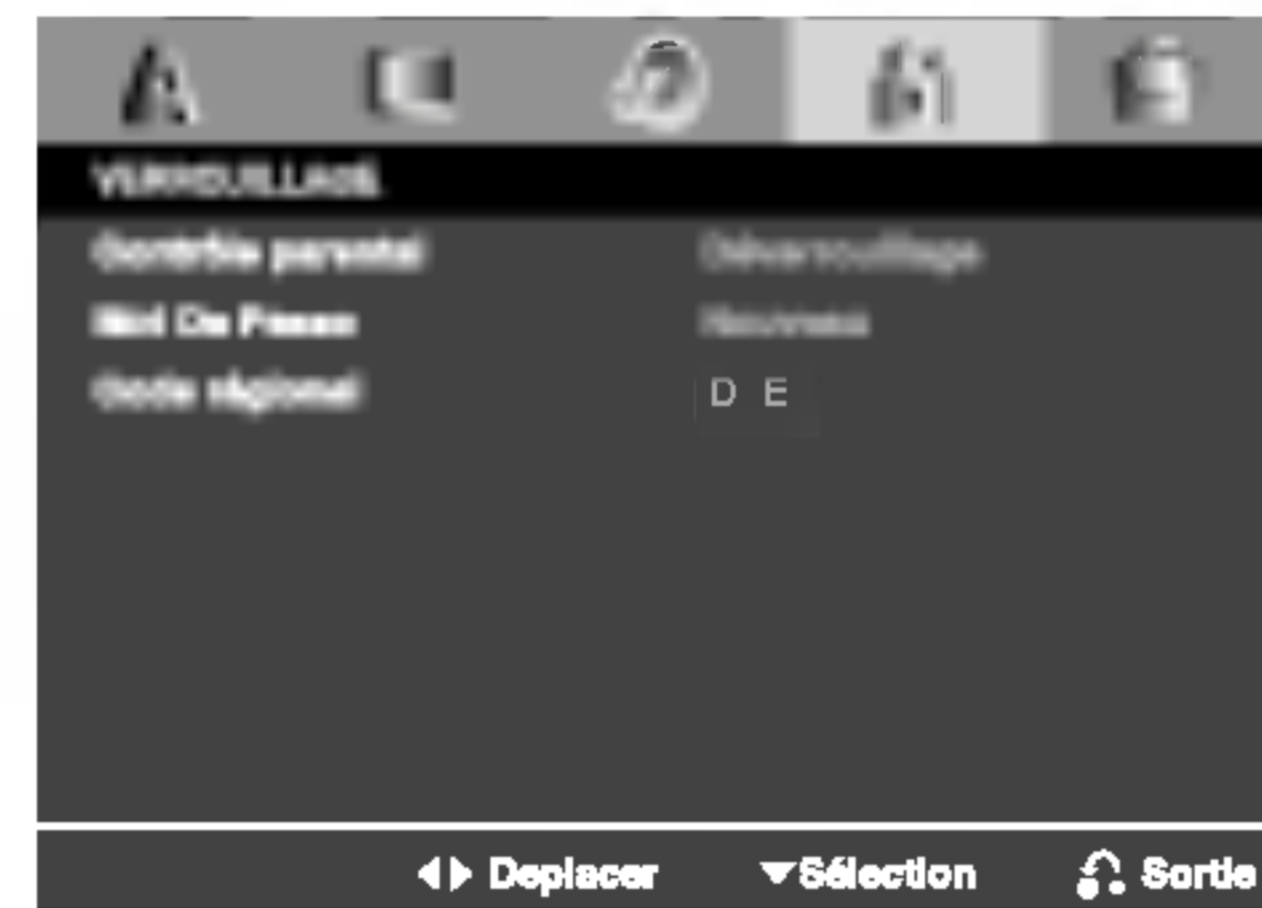 VERROUILLAGE
Contrôle parental Déverrouillage
Mot De Passe Nouveau
Code régional D E
Deplacer Sélection Sortie